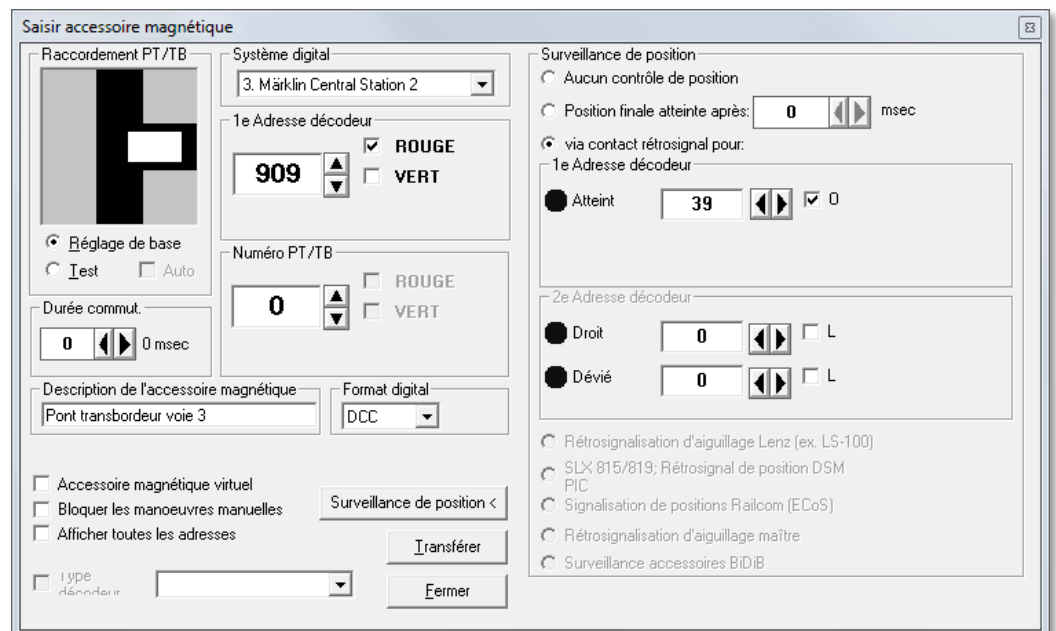 Saisir accessoire magnétique
Raccordement PT/TB
Réglage de base
Test
Auto
Durée commut.
0
0 msec
Système digital
3. Märklin Central Station 2
1e Adresse décodeur
909
ROUGE
VERT
Numéro PT/TB
0
ROUGE
VERT
Description de l'accessoire magnétique
Pont transbordeur voie 3
Format digital
DCC
Accessoire magnétique virtuel
Bloquer les manoeuvres manuelles
Afficher toutes les adresses
Type
décodeur
Surveillance de position <
Transférer
Fermer
Surveillance de position
Aucun contrôle de position
Position finale atteinte après:
0
msec
via contact rétrosignal pour:
1e Adresse décodeur
Atteint
39
O
2e Adresse décodeur
Droit
0
L
Dévié
0
L
Rétrosignalisation d'aiguillage Lenz (ex. LS-100)
SLX 815/819; Rétrosignal de position DSM
PIC
Signalisation de positions Railcom (ECoS)
Rétrosignalisation d'aiguillage maître
Surveillance accessoires BiDiB